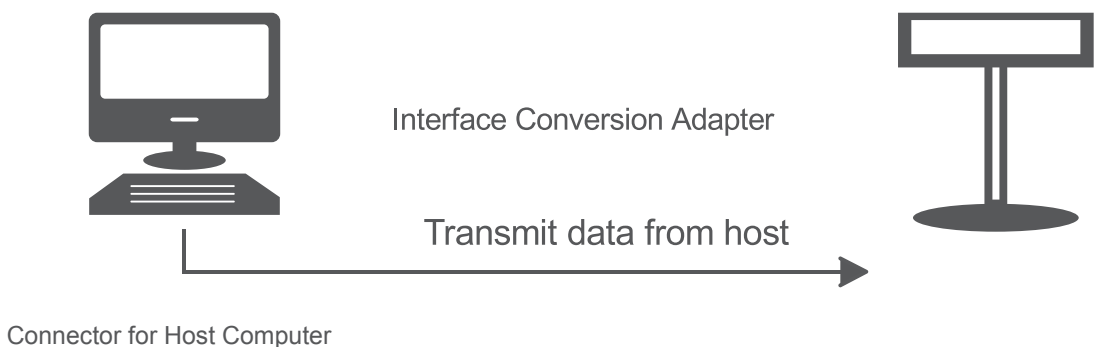 Interface Conversion Adapter
Transmit data from host
Connector for Host Computer